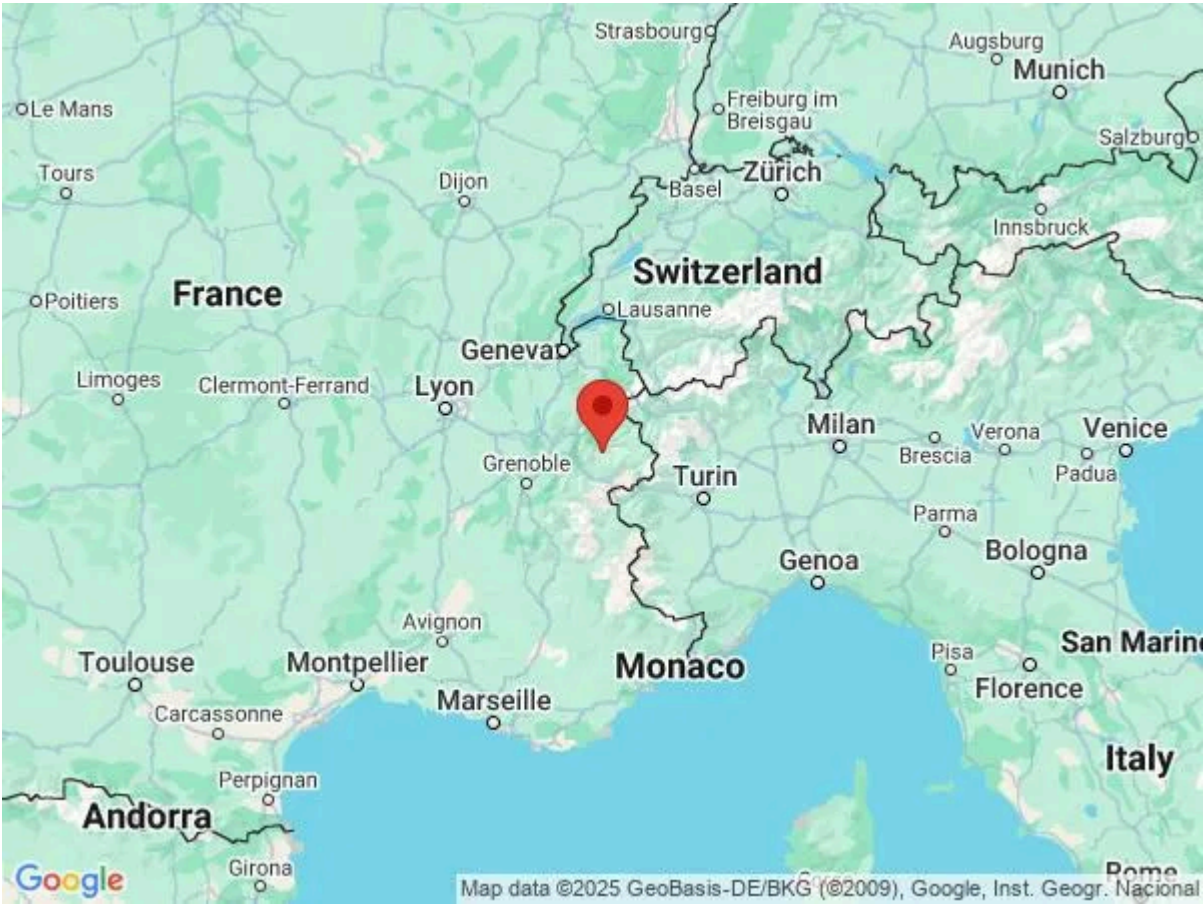 Strasbourg
Augsburg
Munich
Le Mans
Freiburg im
Breisgau
Salzburg
Tours
Dijon
Basel
Zürich
Innsbruck
France
Switzerland
Poitiers
Lausanne
Geneva
Limoges
Clermont-Ferrand
Lyon
Milan
Verona
Venice
Brescia
Padua
Grenoble
Turin
Parma
Bologna
Genoa
Avignon
San Marino
Toulouse
Montpellier
Monaco
Pisa
Florence
Marseille
Carcassonne
Italy
Perpignan
Andorra
Girona
Rome
Google
Map data ©2025 GeoBasis-DE/BKG (©2009), Google, Inst. Geogr. Nacional